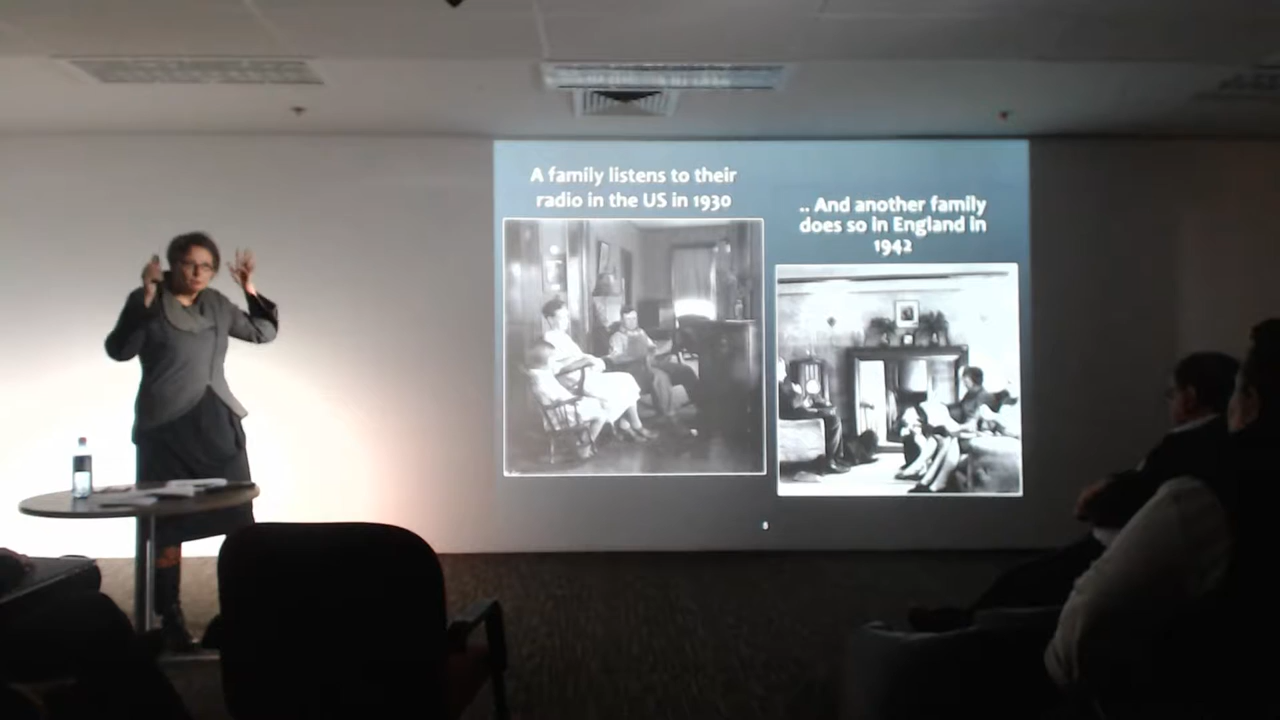 A family listens to their
radio in the US in 1930
.. And another family
does so in England in
1942